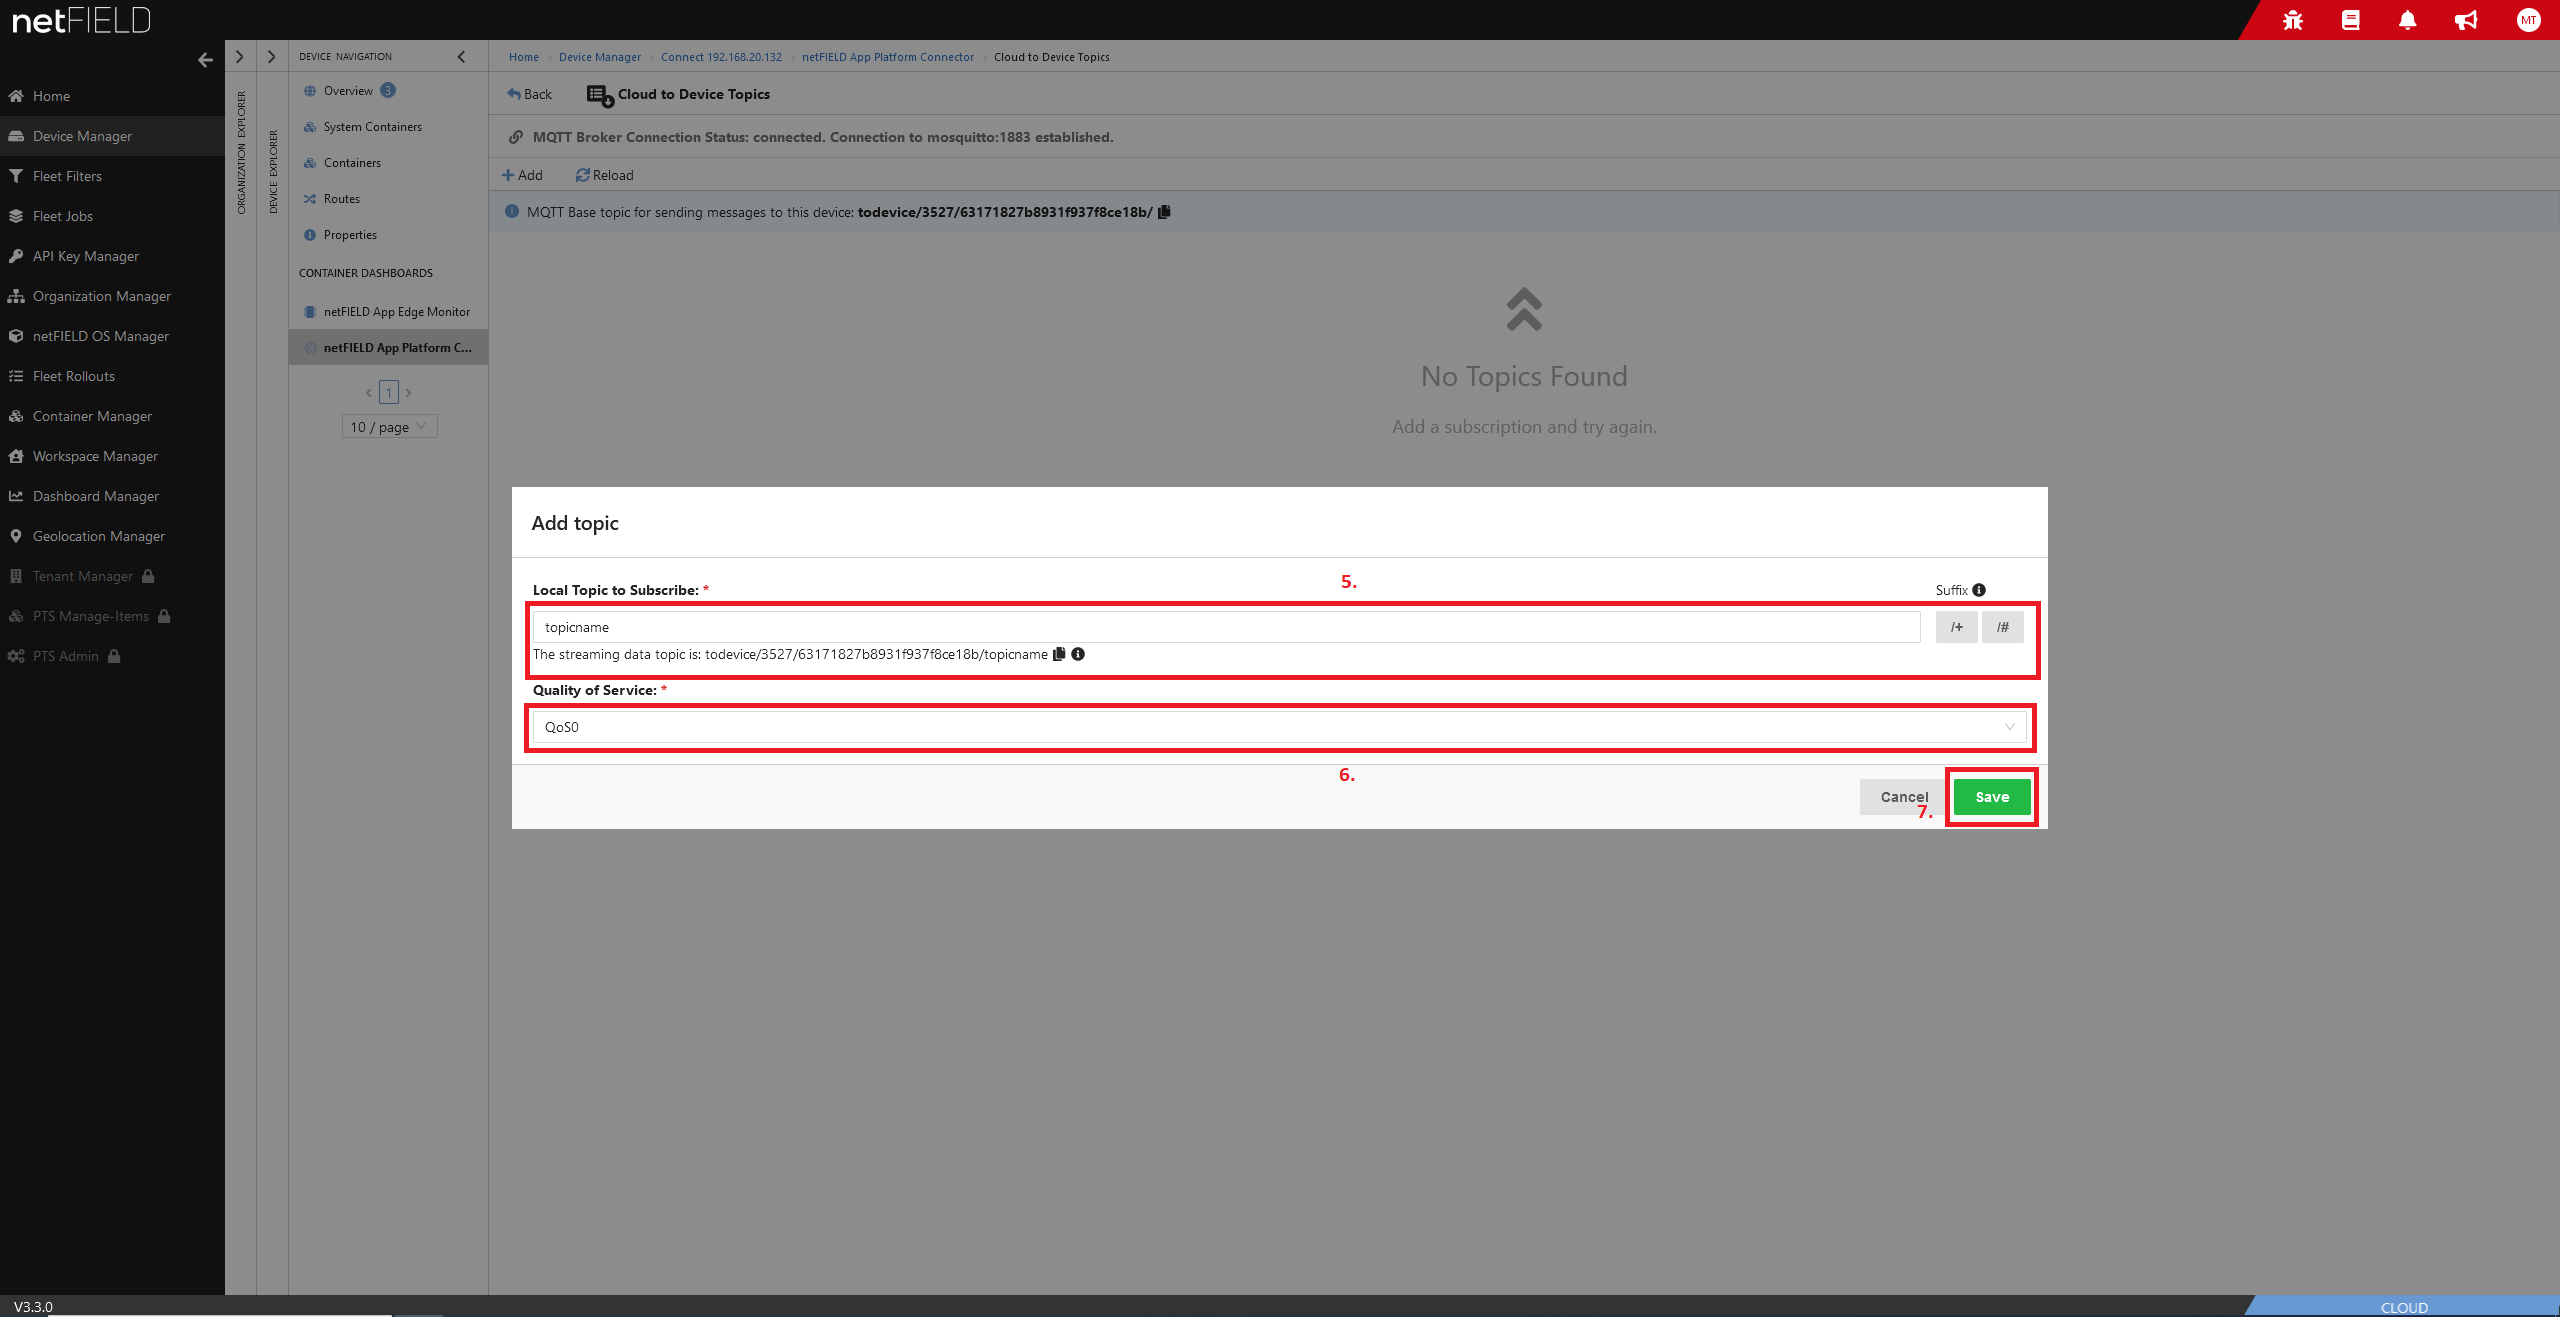 netFIELD
MT
Home
Device Manager
Fleet Filters
Fleet Jobs
API Key Manager
Organization Manager
netFIELD OS Manager
Fleet Rollouts
Container Manager
Workspace Manager
Dashboard Manager
Geolocation Manager
Tenant Manager
PTS Manage-Items
PTS Admin
ORGANIZATION EXPLORER
DEVICE EXPLORER
DEVICE NAVIGATION
Overview 3
System Containers
Containers
Routes
Properties
CONTAINER DASHBOARDS
netFIELD App Edge Monitor
netFIELD App Platform C...
< 1 >
10 / page
Home > Device Manager > Connect 192.168.20.132 > netFIELD App Platform Connector > Cloud to Device Topics
Back Cloud to Device Topics
MQTT Broker Connection Status: connected. Connection to mosquitto:1883 established.
+ Add Reload
MQTT Base topic for sending messages to this device: todevice/3527/63171827b8931f937f8ce18b/
No Topics Found
Add a subscription and try again.
Add topic
5.
Local Topic to Subscribe: * Suffix
topicname /+ /#
The streaming data topic is: todevice/3527/63171827b8931f937f8ce18b/topicname
Quality of Service: *
QoS0
6.
Cancel Save
7.
V3.3.0 CLOUD